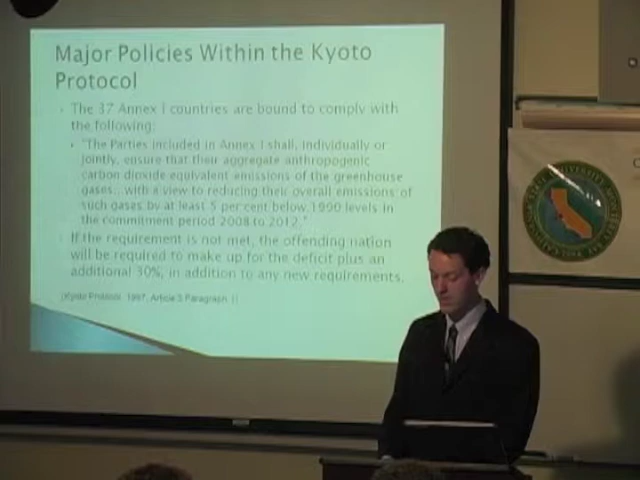 Major Policies Within the Kyoto
Protocol
The 37 Annex I countries are bound to comply with
the following:
"The Parties included in Annex I shall, individually or
jointly, ensure that their aggregate anthropogenic
carbon dioxide equivalent emissions of the greenhouse
gases...with a view to reducing their overall emissions of
such gases by at least 5 per cent below 1990 levels in
the commitment period 2008 to 2012."
If the requirement is not met, the offending nation
will be required to make up for the deficit plus an
additional 30%, in addition to any new requirements.
(Kyoto Protocol, 1997, Article 3 Paragraph 1)